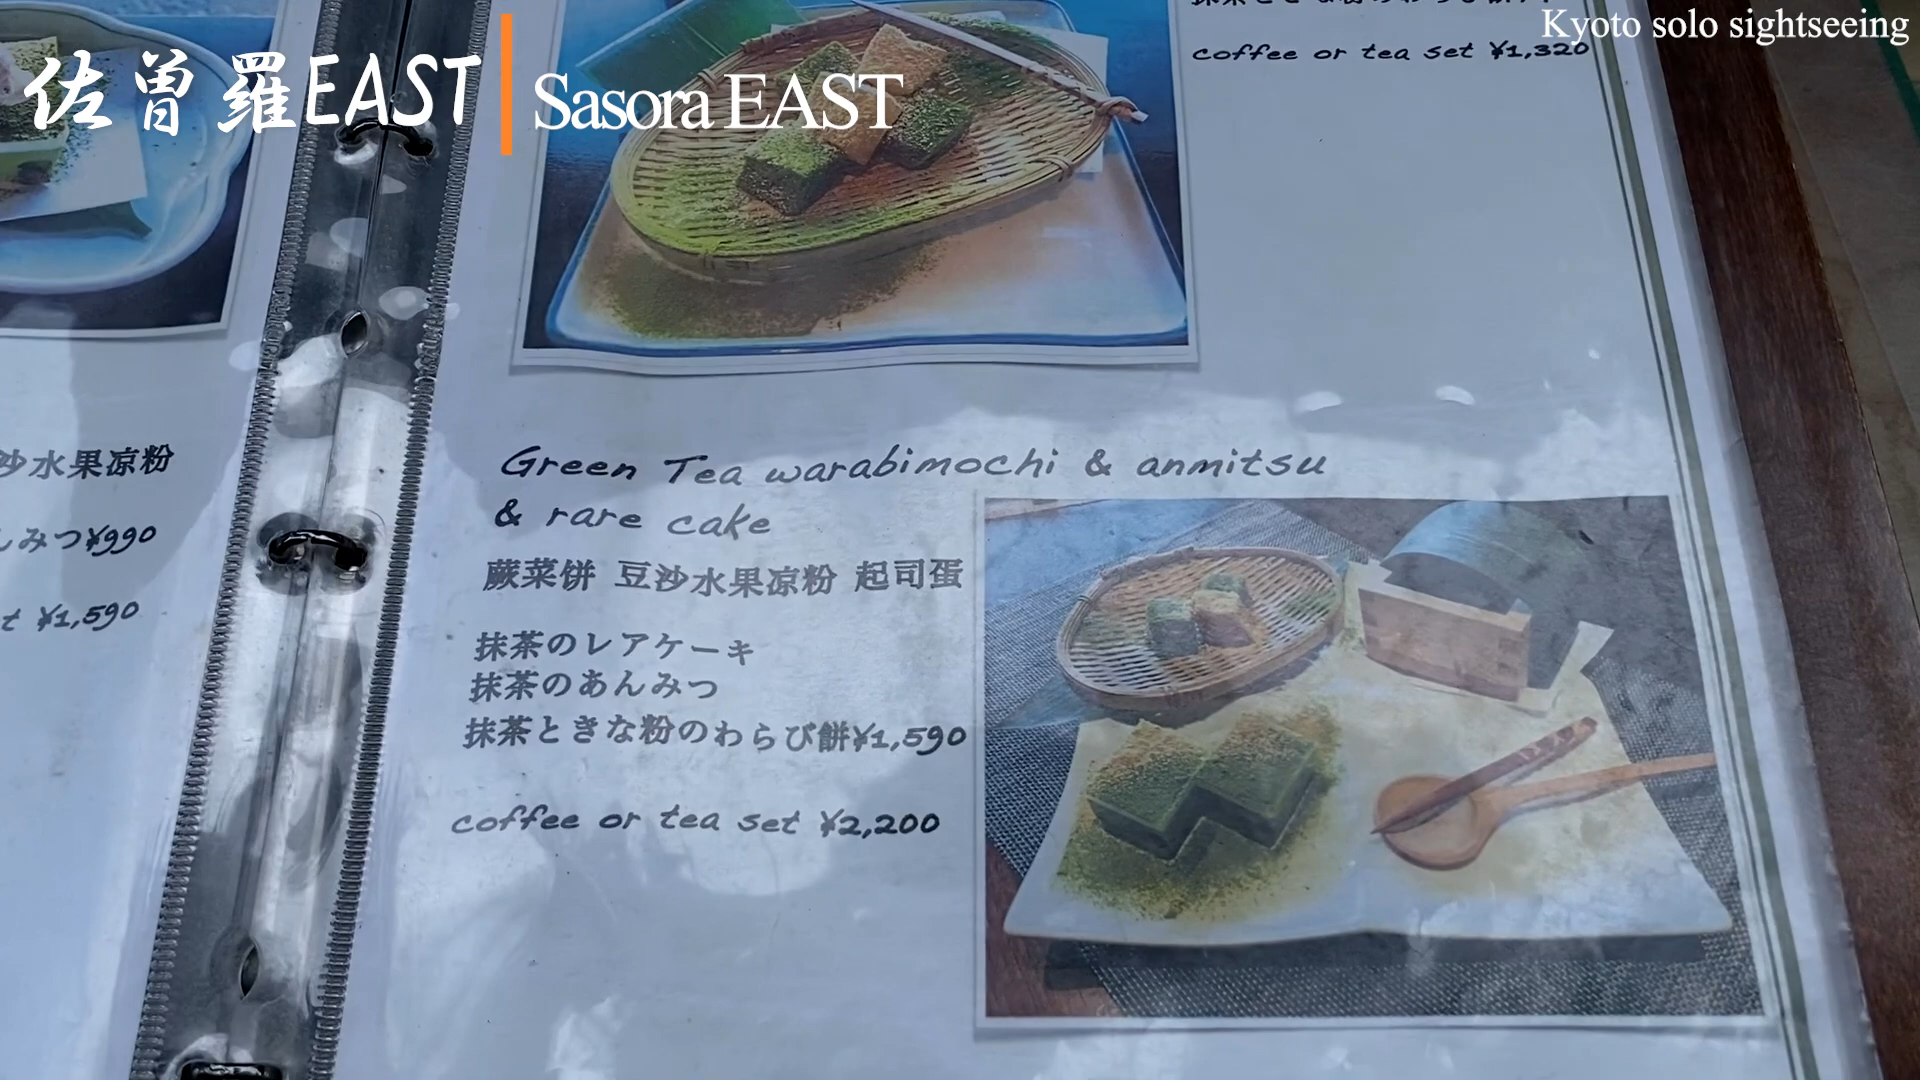 佐曽羅EAST
Sasora EAST
Kyoto solo sightseeing
coffee or tea set ¥1,320
沙水果凉粉
みつ¥990
t ¥1,590
Green Tea warabimochi & anmitsu
& rare cake
蕨菜饼 豆沙水果凉粉 起司蛋
抹茶のレアケーキ
抹茶のあんみつ
抹茶ときな粉のわらび餅¥1,590
coffee or tea set ¥2,200